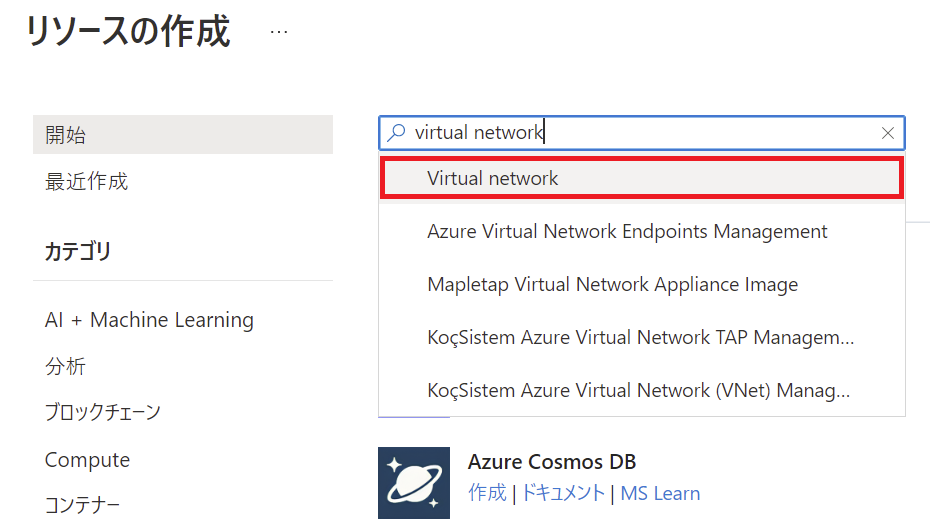 リソースの作成 …
開始
最近作成
カテゴリ
AI + Machine Learning
分析
ブロックチェーン
Compute
コンテナー
virtual network
Virtual network
Azure Virtual Network Endpoints Management
Mapletap Virtual Network Appliance Image
KoçSistem Azure Virtual Network TAP Managem...
KoçSistem Azure Virtual Network (VNet) Manag...
Azure Cosmos DB
作成 | ドキュメント | MS Learn